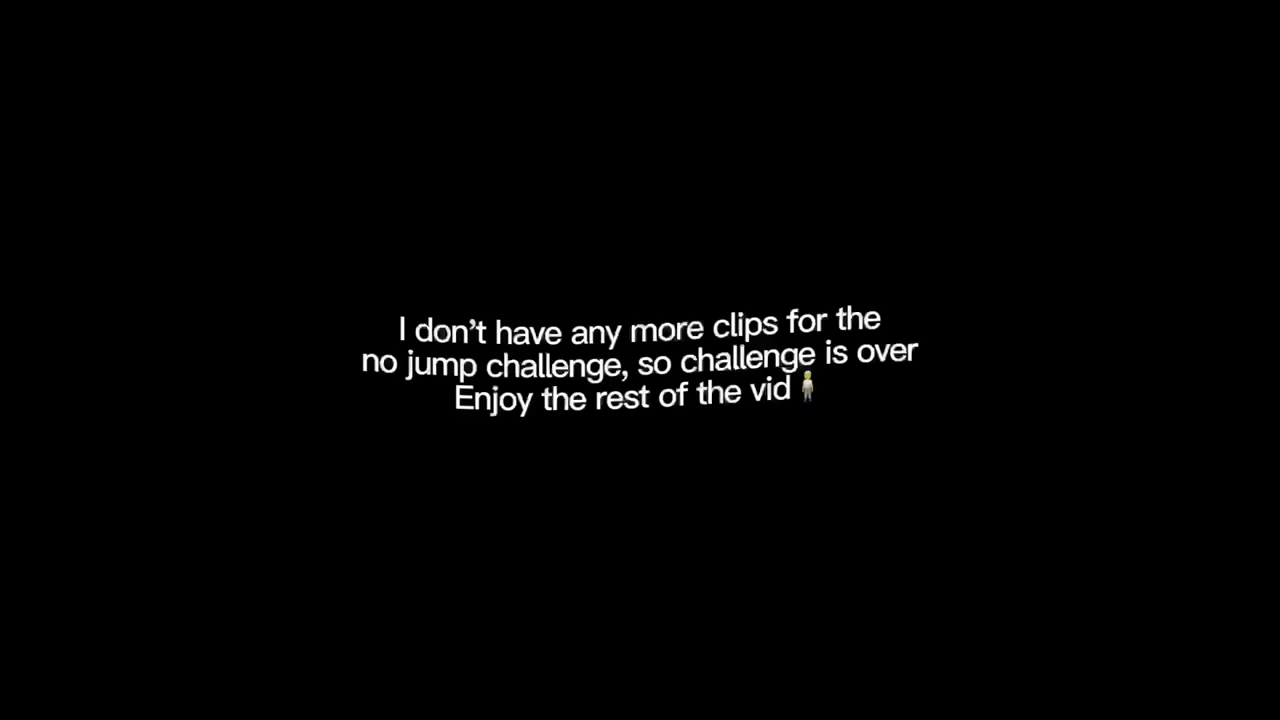 I don't have any more clips for the
no jump challenge, so challenge is over
Enjoy the rest of the vid🧍